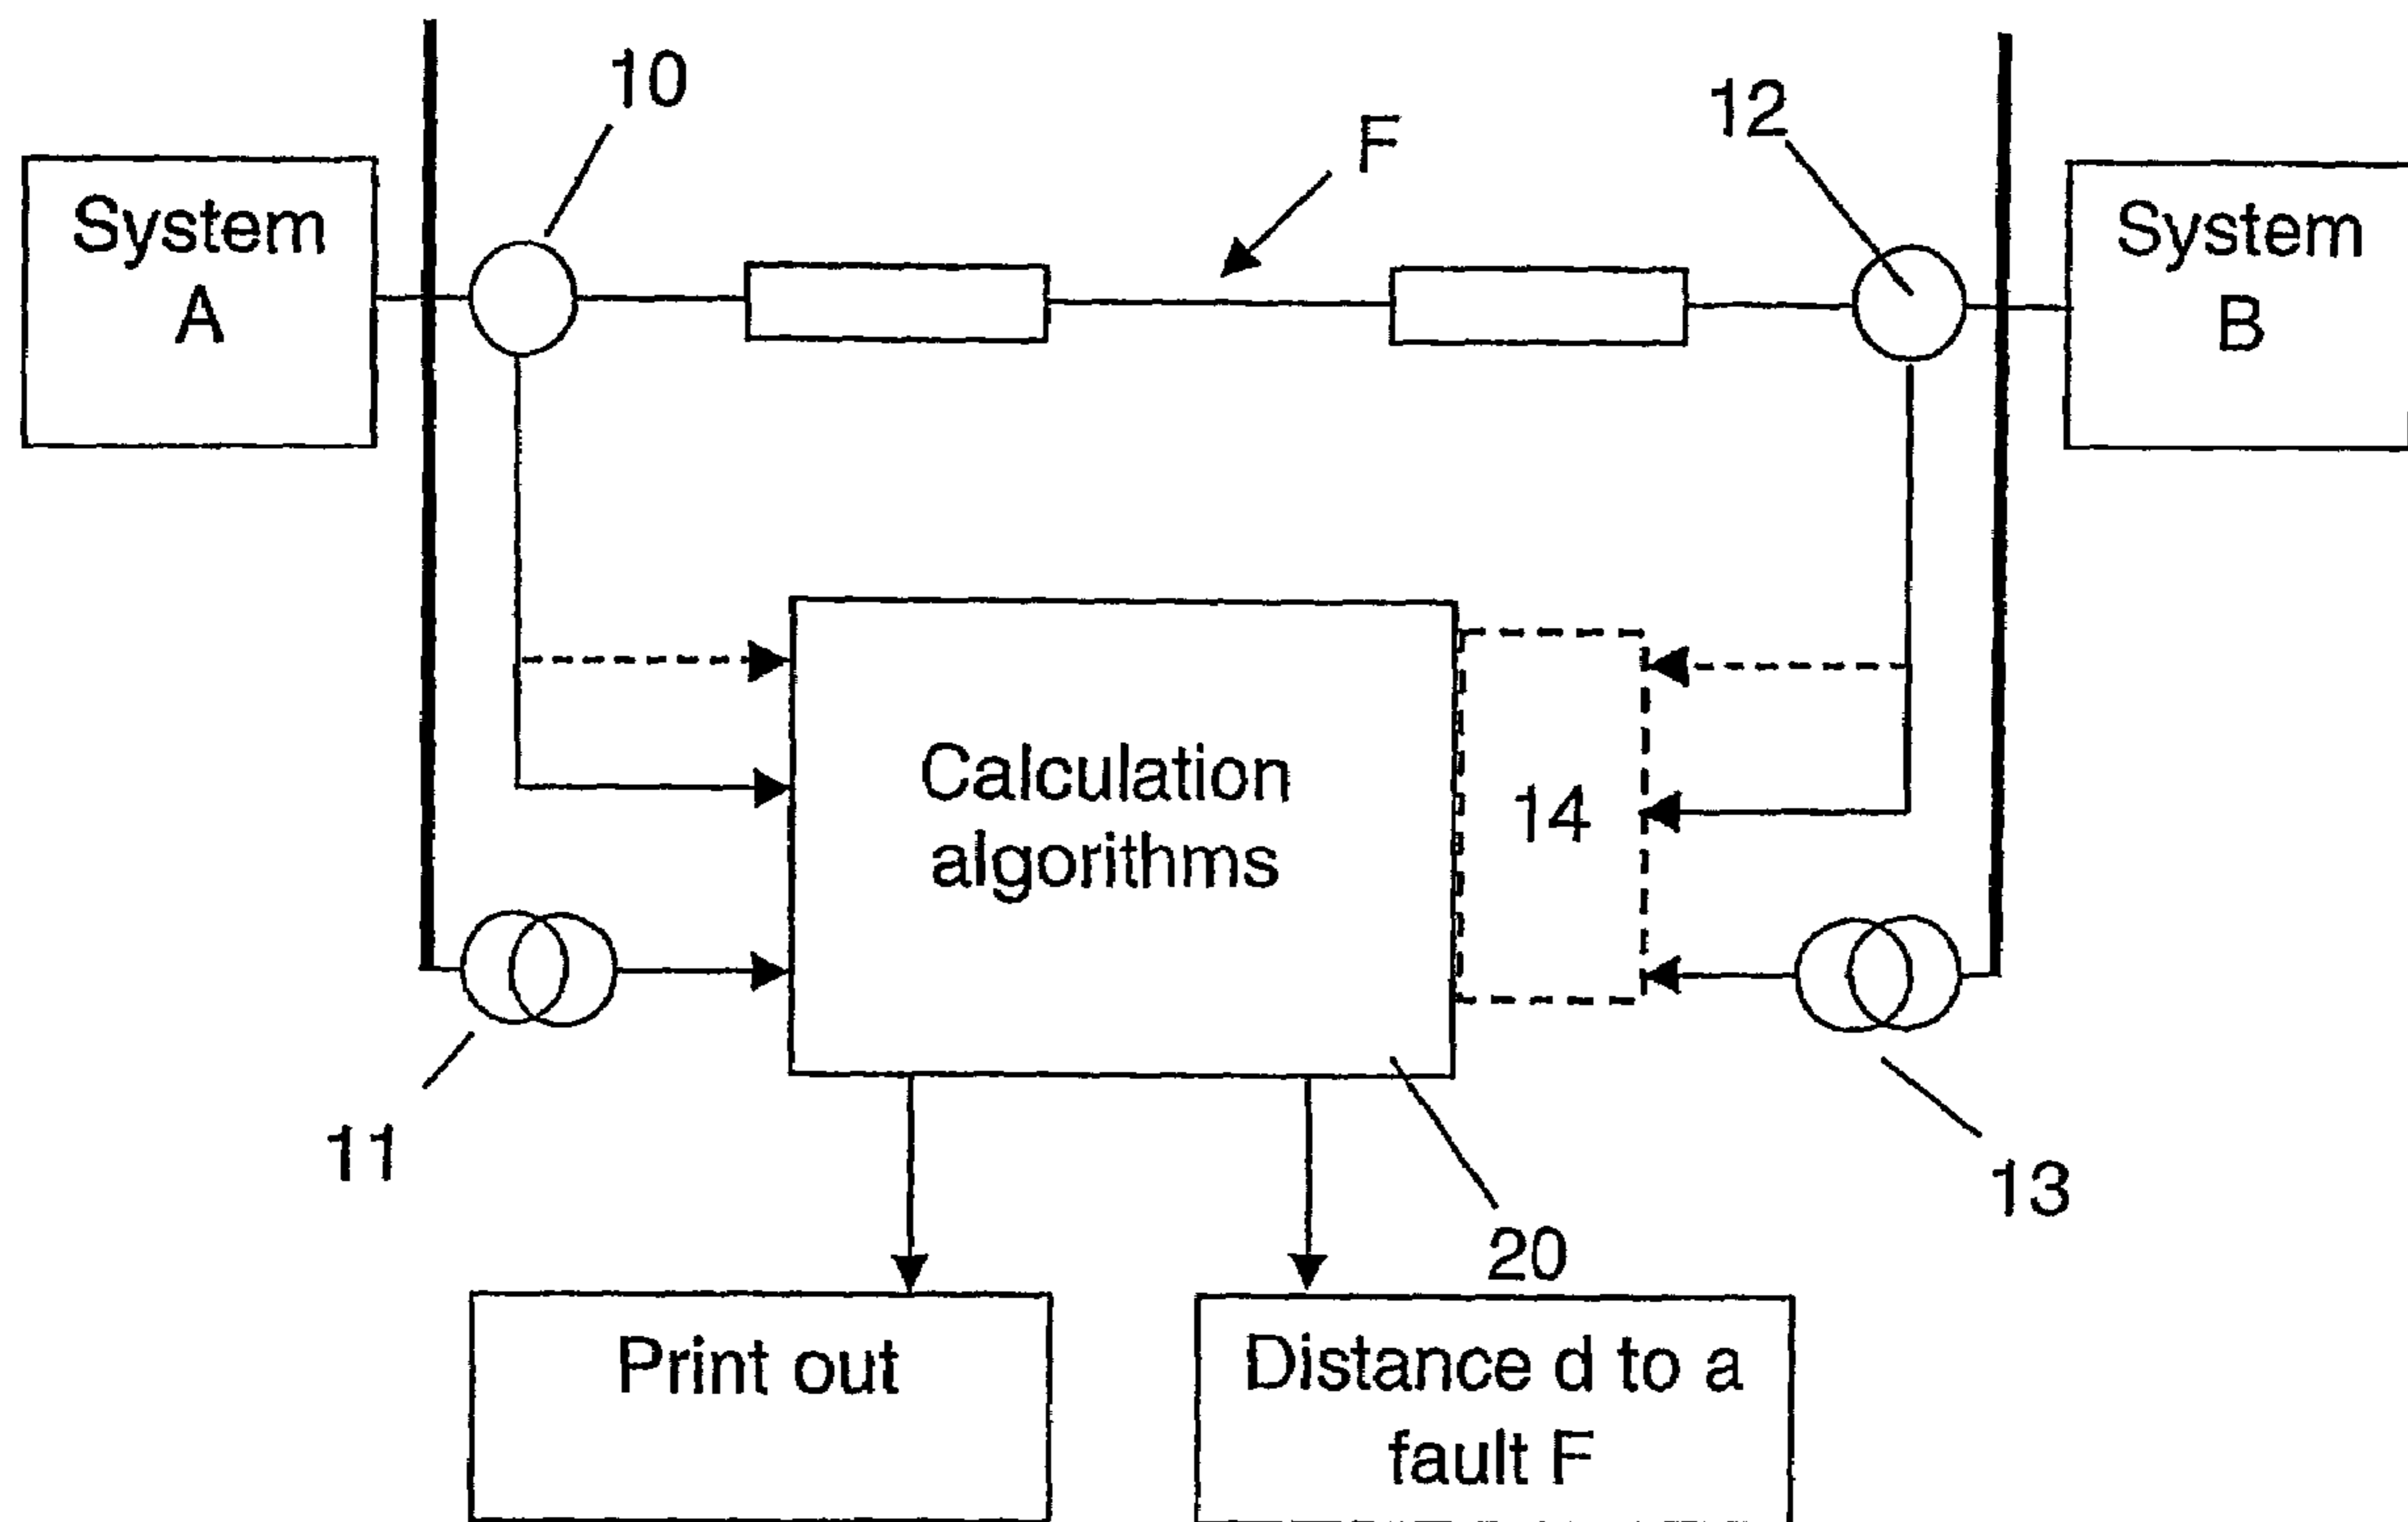 10
12
F
System
A
System
B
Calculation
algorithms
14
11
13
20
Print out
Distance d to a
fault F